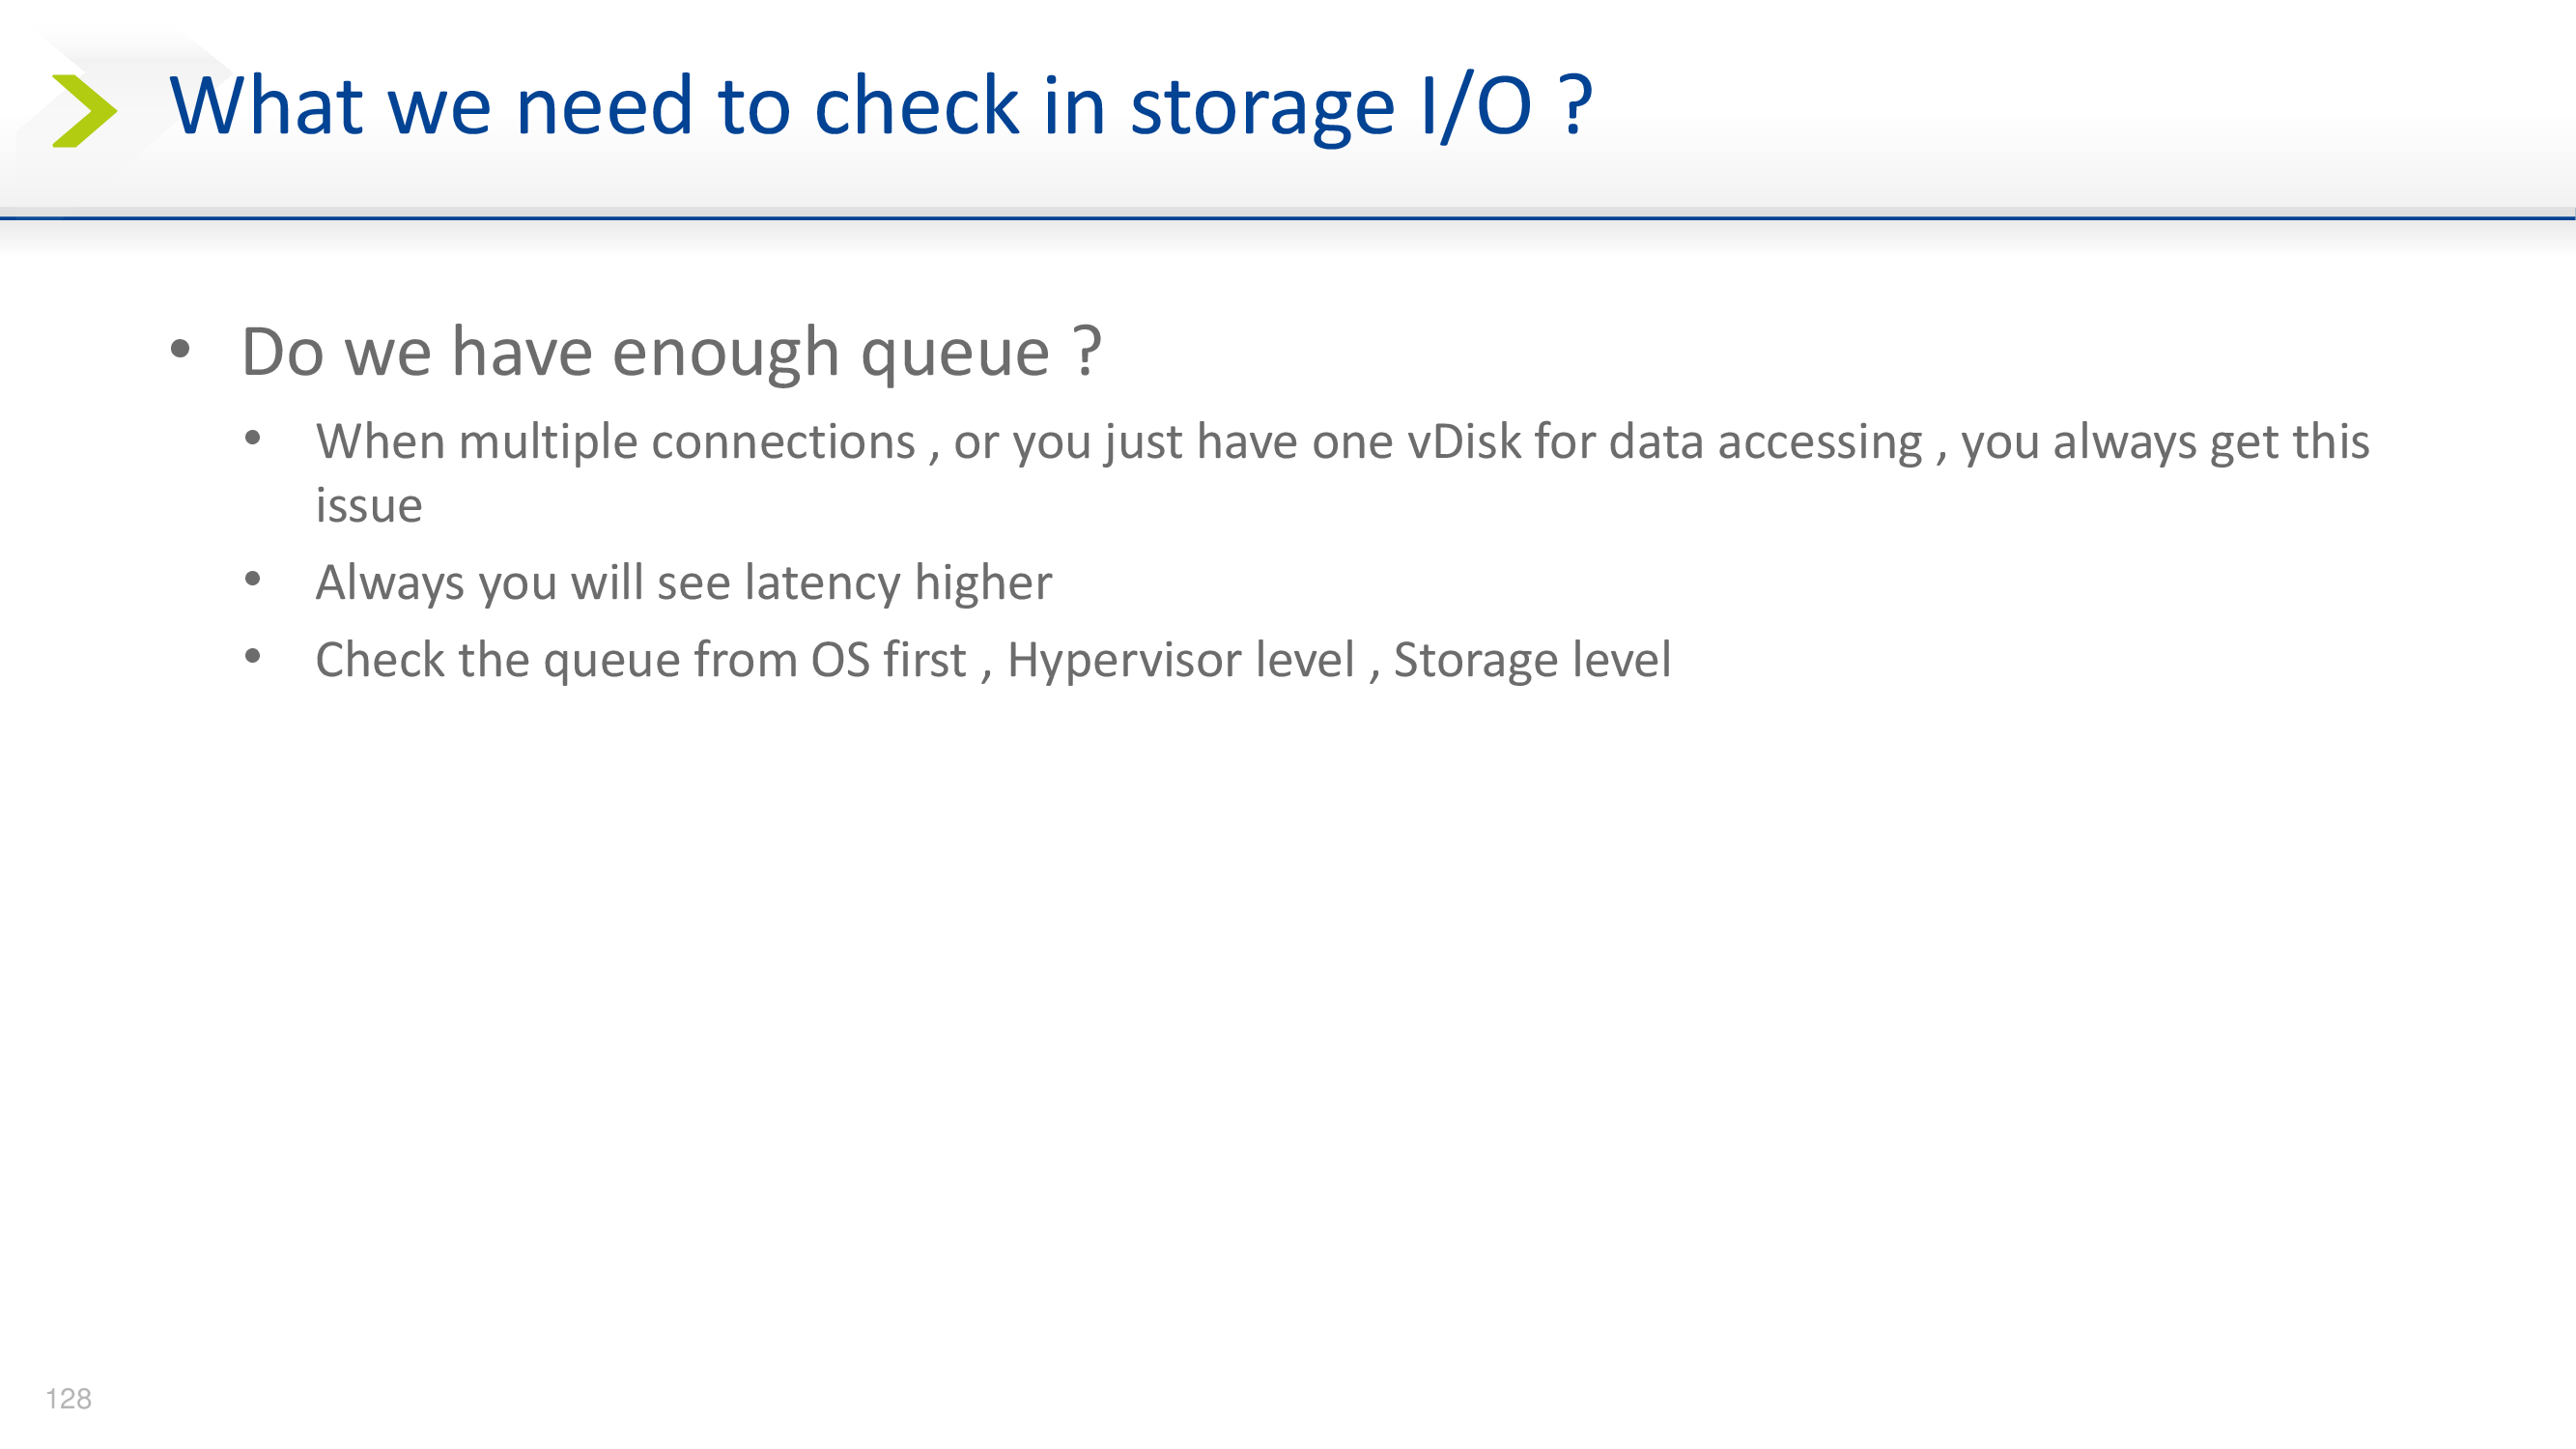 What we need to check in storage I/O ?
• Do we have enough queue ?
• When multiple connections , or you just have one vDisk for data accessing , you always get this
issue
• Always you will see latency higher
• Check the queue from OS first , Hypervisor level , Storage level
128